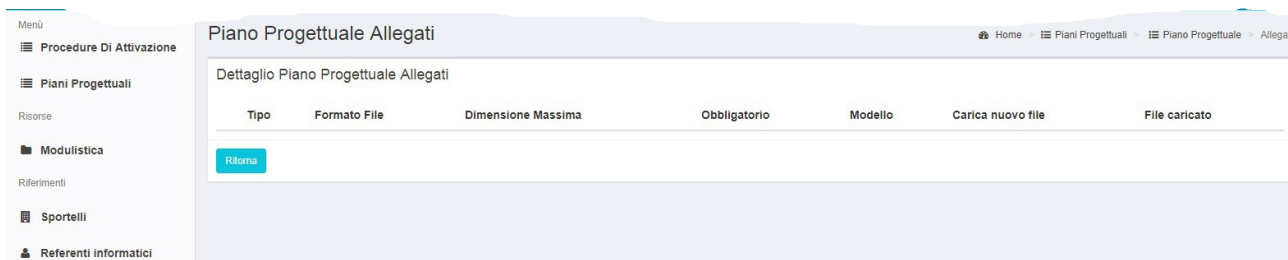 Menù
Procedure Di Attivazione
Piani Progettuali
Risorse
Modulistica
Riferimenti
Sportelli
Referenti informatici
Piano Progettuale Allegati
Home > Piani Progettuali > Piano Progettuale > Allega
Dettaglio Piano Progettuale Allegati
Tipo Formato File Dimensione Massima Obbligatorio Modello Carica nuovo file File caricato
Ritorna